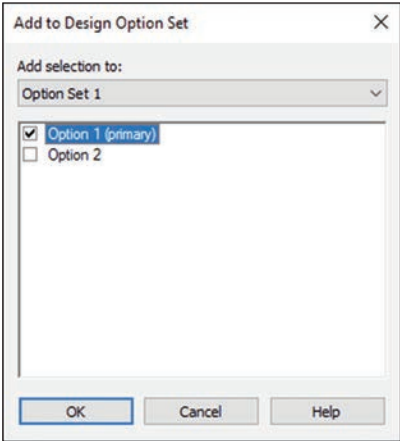 Add to Design Option Set
Add selection to:
Option Set 1
Option 1 (primary)
Option 2
OK
Cancel
Help